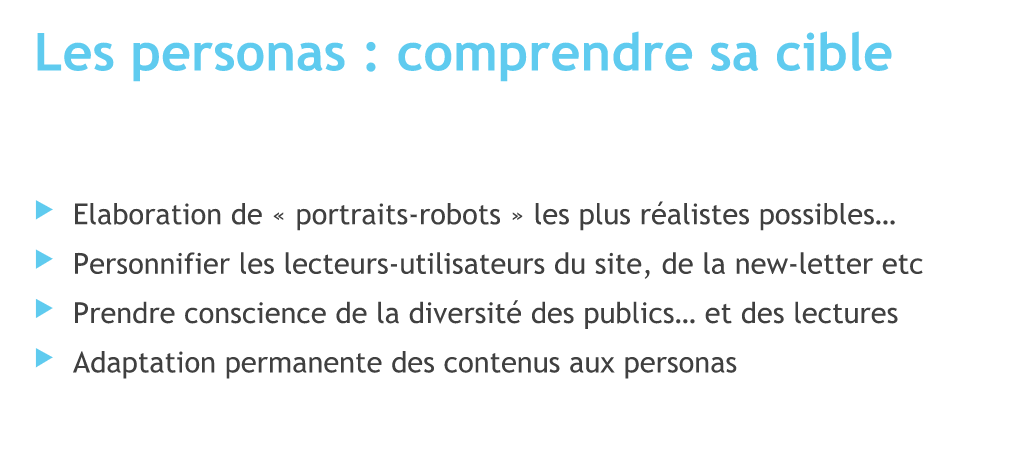 Les personas : comprendre sa cible
Elaboration de « portraits-robots » les plus réalistes possibles…
Personnifier les lecteurs-utilisateurs du site, de la new-letter etc
Prendre conscience de la diversité des publics… et des lectures
Adaptation permanente des contenus aux personas